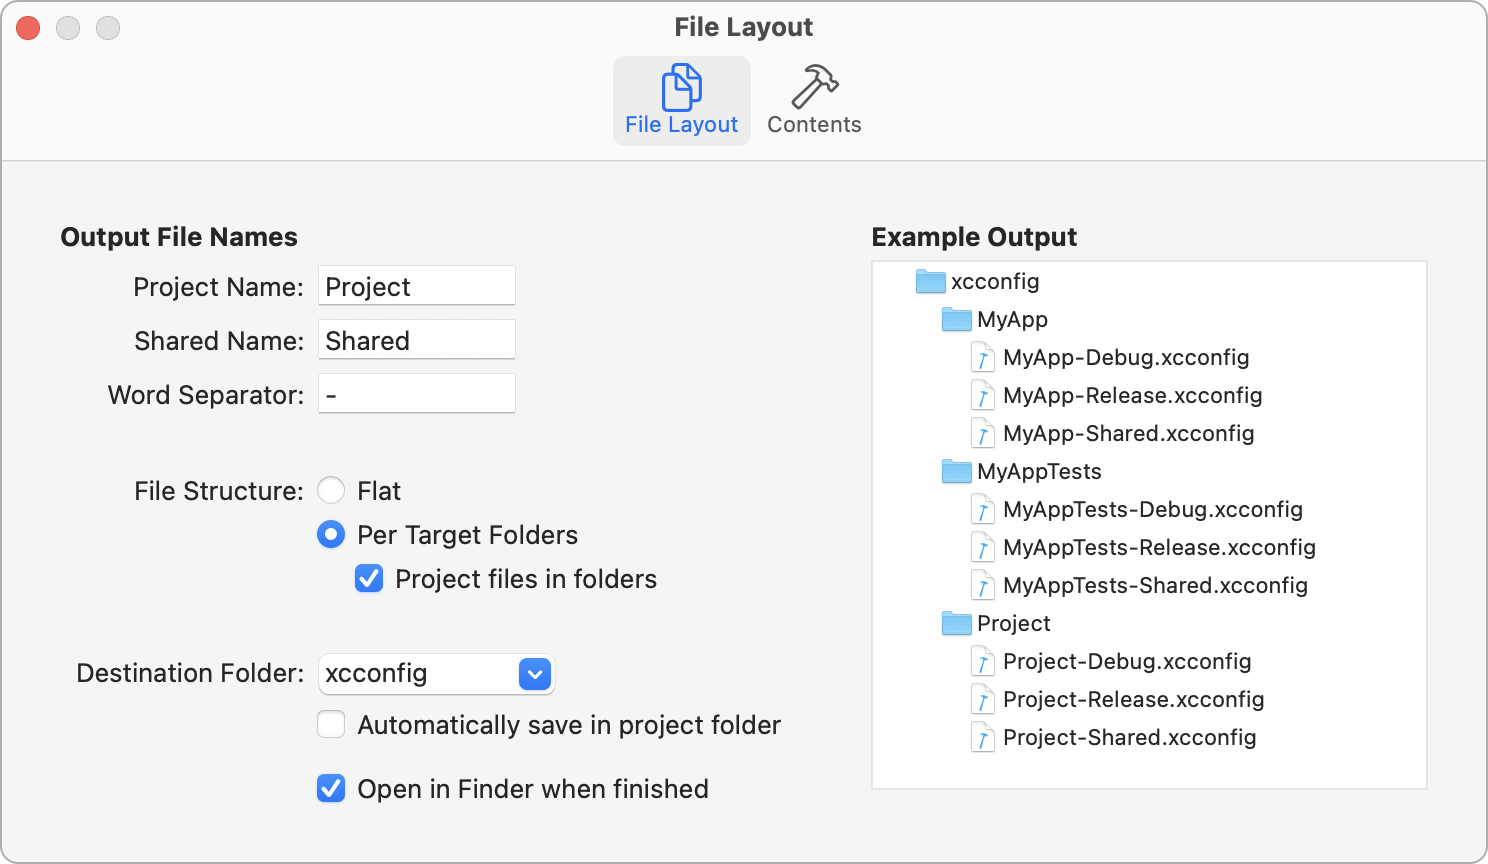 File Layout
File Layout
Contents
Output File Names
Project Name: Project
Shared Name: Shared
Word Separator: -
File Structure: Flat
Per Target Folders
Project files in folders
Destination Folder: xcconfig
Automatically save in project folder
Open in Finder when finished
Example Output
xcconfig
MyApp
MyApp-Debug.xcconfig
MyApp-Release.xcconfig
MyApp-Shared.xcconfig
MyAppTests
MyAppTests-Debug.xcconfig
MyAppTests-Release.xcconfig
MyAppTests-Shared.xcconfig
Project
Project-Debug.xcconfig
Project-Release.xcconfig
Project-Shared.xcconfig